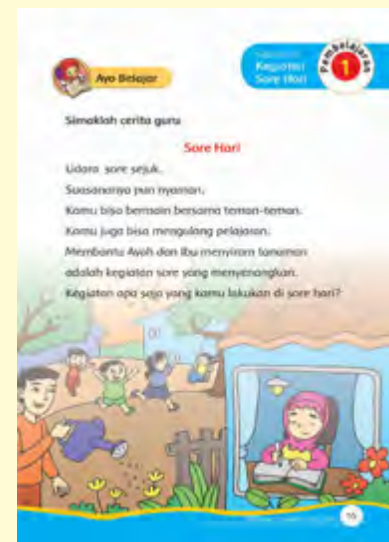 Kegiatan
Sore Hari
Pembelajaran
1
Ayo Belajar
Simaklah cerita guru
Sore Hari
Udara sore sejuk.
Suasananya pun nyaman.
Kamu bisa bermain bersama teman-teman.
Kamu juga bisa mengulang pelajaran.
Membantu Ayah dan Ibu menyiram tanaman
adalah kegiatan sore yang menyenangkan.
Kegiatan apa saja yang kamu lakukan di sore hari?